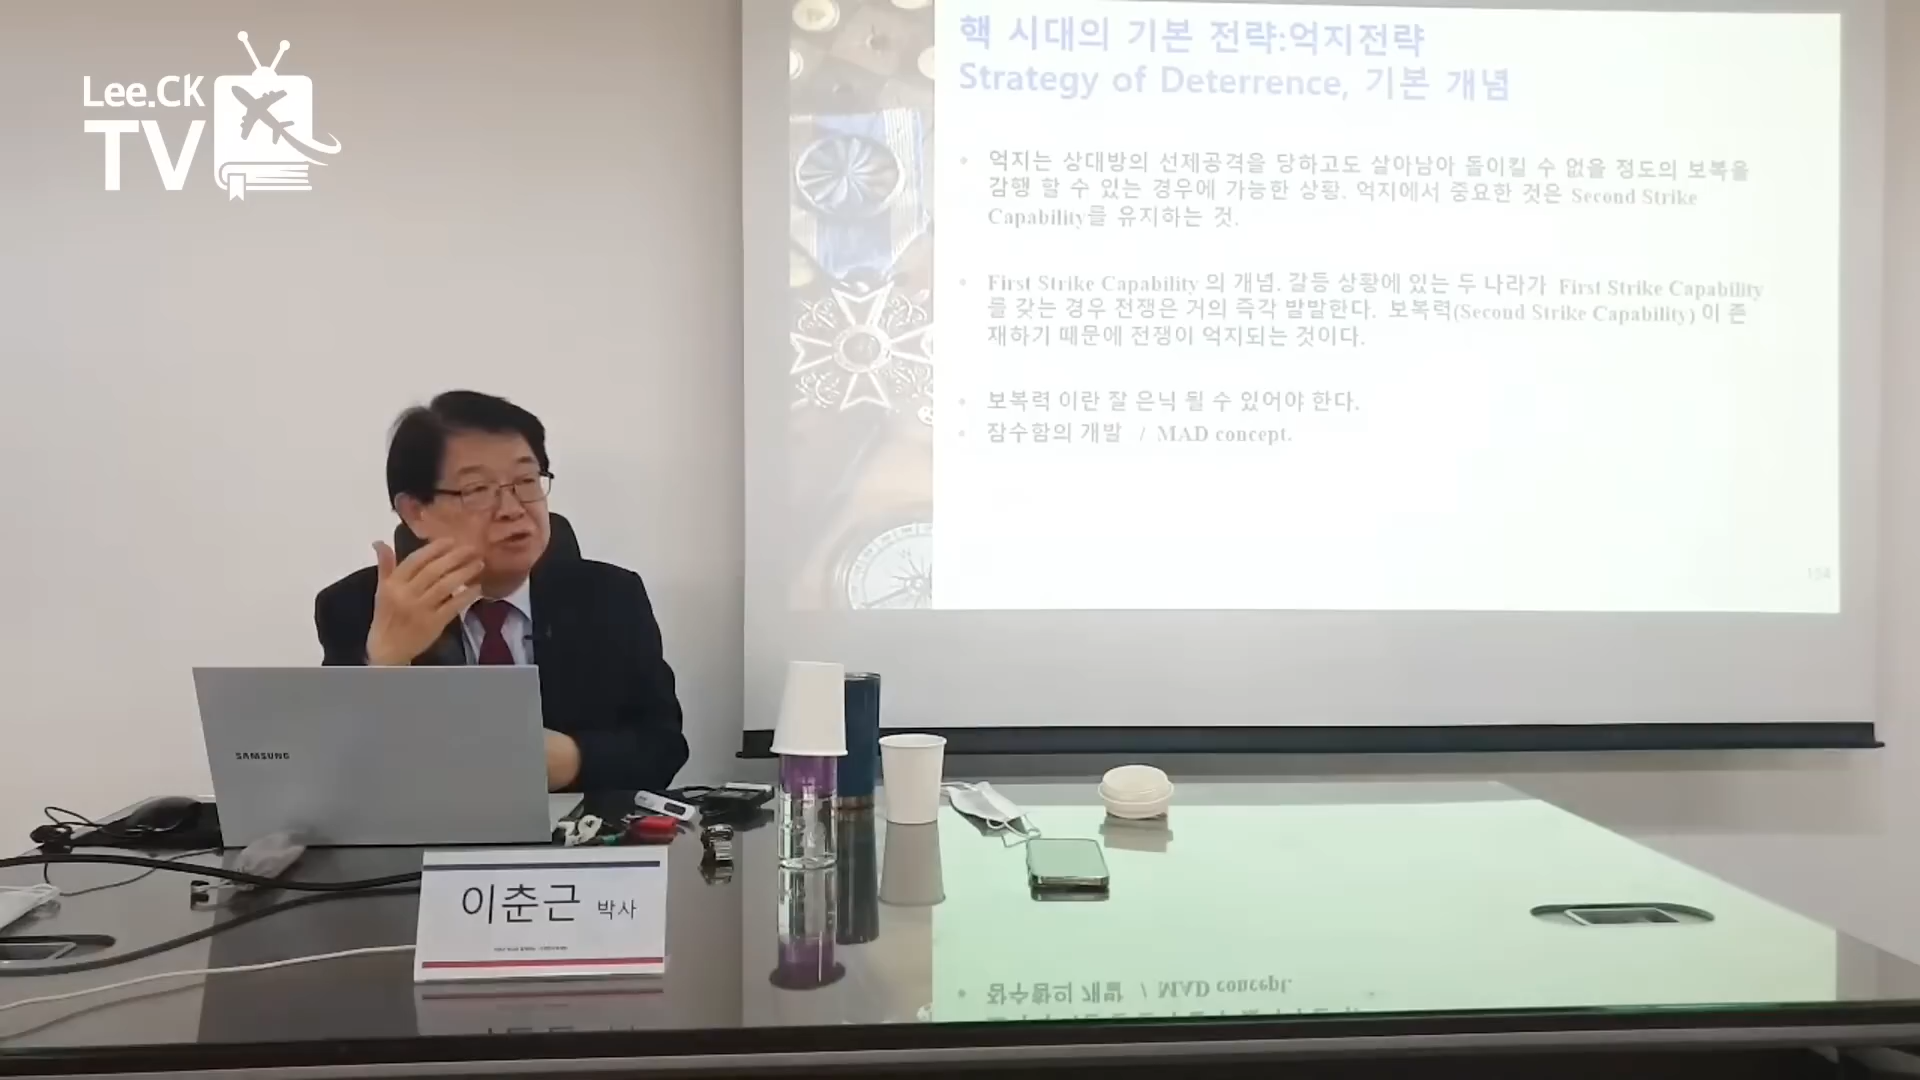 Lee.CK
TV
핵 시대의 기본 전략:억지전략
Strategy of Deterrence, 기본 개념
• 억지는 상대방의 선제공격을 당하고도 살아남아 돌이킬 수 없을 정도의 보복을
감행 할 수 있는 경우에 가능한 상황. 억지에서 중요한 것은 Second Strike
Capability를 유지하는 것.
• First Strike Capability 의 개념. 갈등 상황에 있는 두 나라가 First Strike Capability
를 갖는 경우 전쟁은 거의 즉각 발발한다. 보복력(Second Strike Capability) 이 존
재하기 때문에 전쟁이 억지되는 것이다.
• 보복력 이란 잘 은닉 될 수 있어야 한다.
• 잠수함의 개발 / MAD concept.
SAMSUNG
이춘근 박사